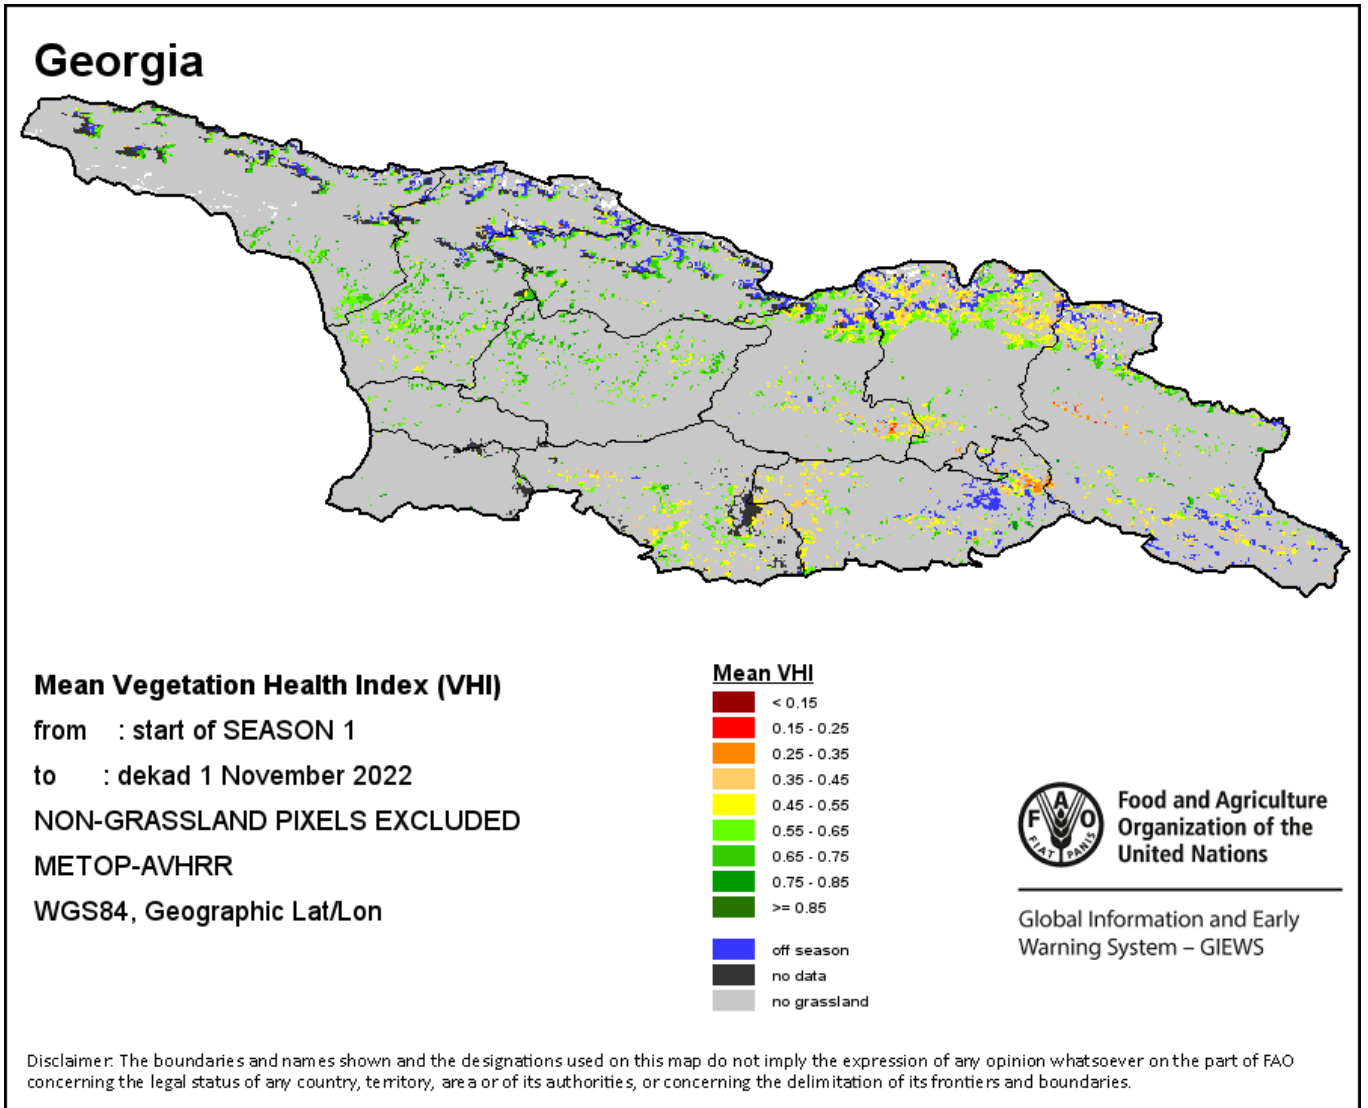 Georgia
Mean Vegetation Health Index (VHI)
from : start of SEASON 1
to : dekad 1 November 2022
NON-GRASSLAND PIXELS EXCLUDED
METOP-AVHRR
WGS84, Geographic Lat/Lon
Mean VHI
< 0.15
0.15 - 0.25
0.25 - 0.35
0.35 - 0.45
0.45 - 0.55
0.55 - 0.65
0.65 - 0.75
0.75 - 0.85
>= 0.85
off season
no data
no grassland
F A O
FIAT PANIS
Food and Agriculture
Organization of the
United Nations
Global Information and Early
Warning System – GIEWS
Disclaimer: The boundaries and names shown and the designations used on this map do not imply the expression of any opinion whatsoever on the part of FAO
concerning the legal status of any country, territory, area or of its authorities, or concerning the delimitation of its frontiers and boundaries.